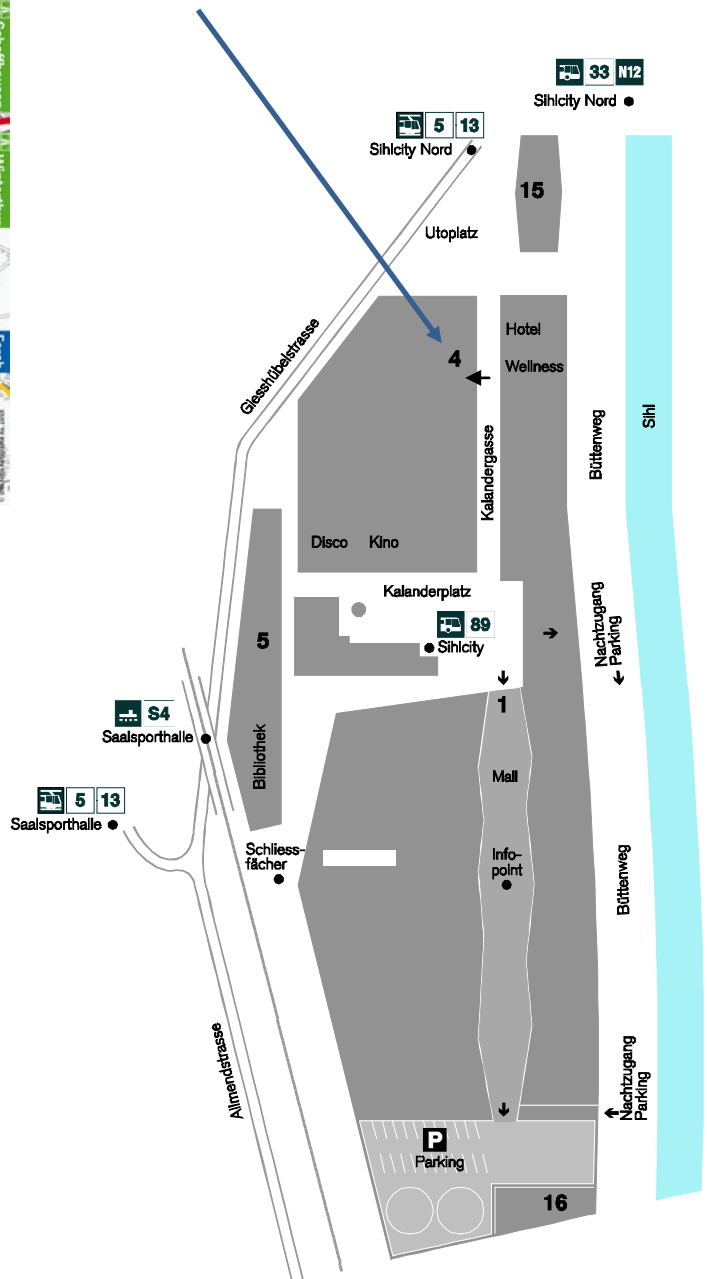 33 N12
Sihlcity Nord
5 13
Sihlcity Nord
15
Utoplatz
Giesshübelstrasse
Hotel
4
Wellness
Kalandergasse
Büttenweg
Sihl
Disco Kino
Kalanderplatz
89
Sihlcity
Nachtzugang
Parking
5
Bibliothek
S4
Saalsporthalle
1
Mall
5 13
Saalsporthalle
Schliess-
fächer
Info-
point
Büttenweg
Allmendstrasse
Nachtzugang
Parking
P
Parking
16